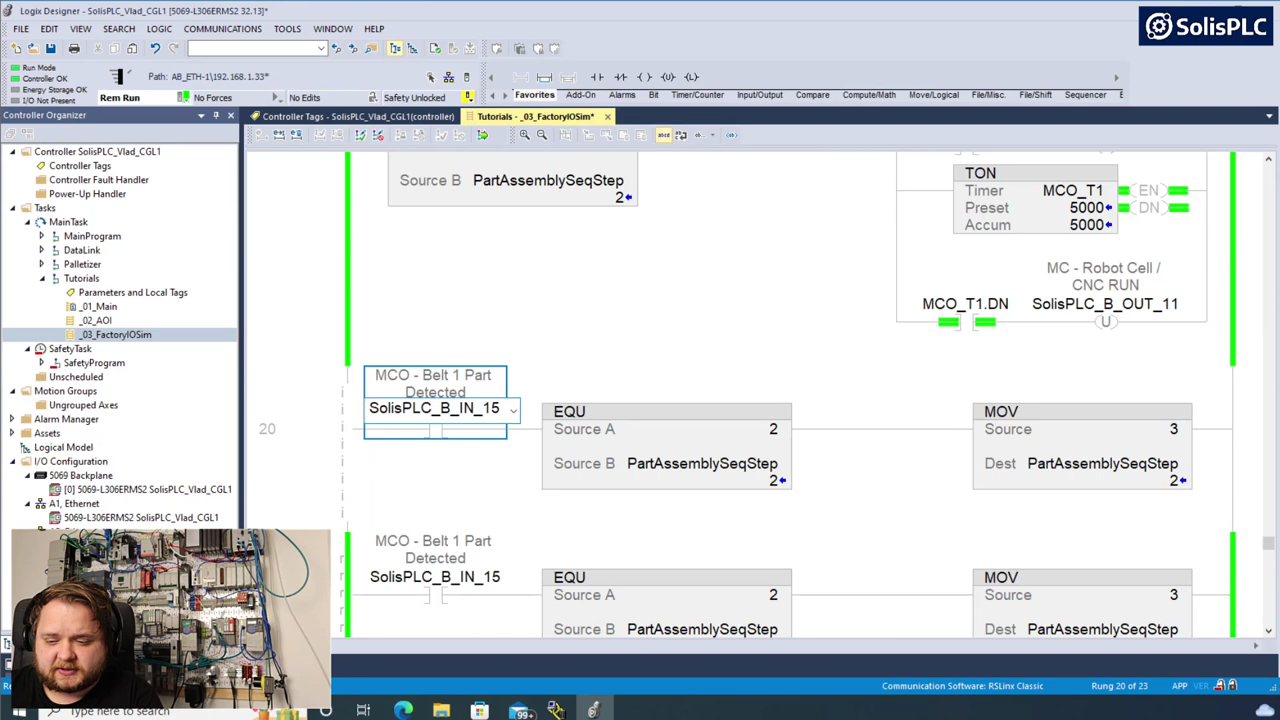 Logix Designer - SolisPLC_Vlad_CGL1 [5069-L306ERMS2 32.13]*
SolisPLC
FILE EDIT VIEW SEARCH LOGIC COMMUNICATIONS TOOLS WINDOW HELP
Run Mode
Controller OK
Energy Storage OK
I/O Not Present
Path: AB_ETH-1\192.168.1.33*
Rem Run No Forces No Edits Safety Unlocked
Favorites Add-On Alarms Bit Timer/Counter Input/Output Compare Compute/Math Move/Logical File/Misc. File/Shift Sequencer
Controller Organizer
Controller Tags - SolisPLC_Vlad_CGL1(controller)
Tutorials - _03_FactoryIOSim*
Controller SolisPLC_Vlad_CGL1
Controller Tags
Controller Fault Handler
Power-Up Handler
Tasks
MainTask
MainProgram
DataLink
Palletizer
Tutorials
Parameters and Local Tags
_01_Main
_02_AOI
_03_FactoryIOSim
SafetyTask
SafetyProgram
Unscheduled
Motion Groups
Ungrouped Axes
Alarm Manager
Assets
Logical Model
I/O Configuration
5069 Backplane
[0] 5069-L306ERMS2 SolisPLC_Vlad_CGL1
A1, Ethernet
5069-L306ERMS2 SolisPLC_Vlad_CGL1
Source B PartAssemblySeqStep
2
TON
Timer MCO_T1
Preset 5000
Accum 5000
EN
DN
MC - Robot Cell /
CNC RUN
MCO_T1.DN SolisPLC_B_OUT_11
U
MCO - Belt 1 Part
Detected
SolisPLC_B_IN_15
20
EQU
Source A 2
Source B PartAssemblySeqStep
2
MOV
Source 3
Dest PartAssemblySeqStep
2
MCO - Belt 1 Part
Detected
SolisPLC_B_IN_15
EQU
Source A 2
Source B PartAssemblySeqStep
MOV
Source 3
Dest PartAssemblySeqStep
Communication Software: RSLinx Classic Rung 20 of 23 APP VER
Type here to search
99+